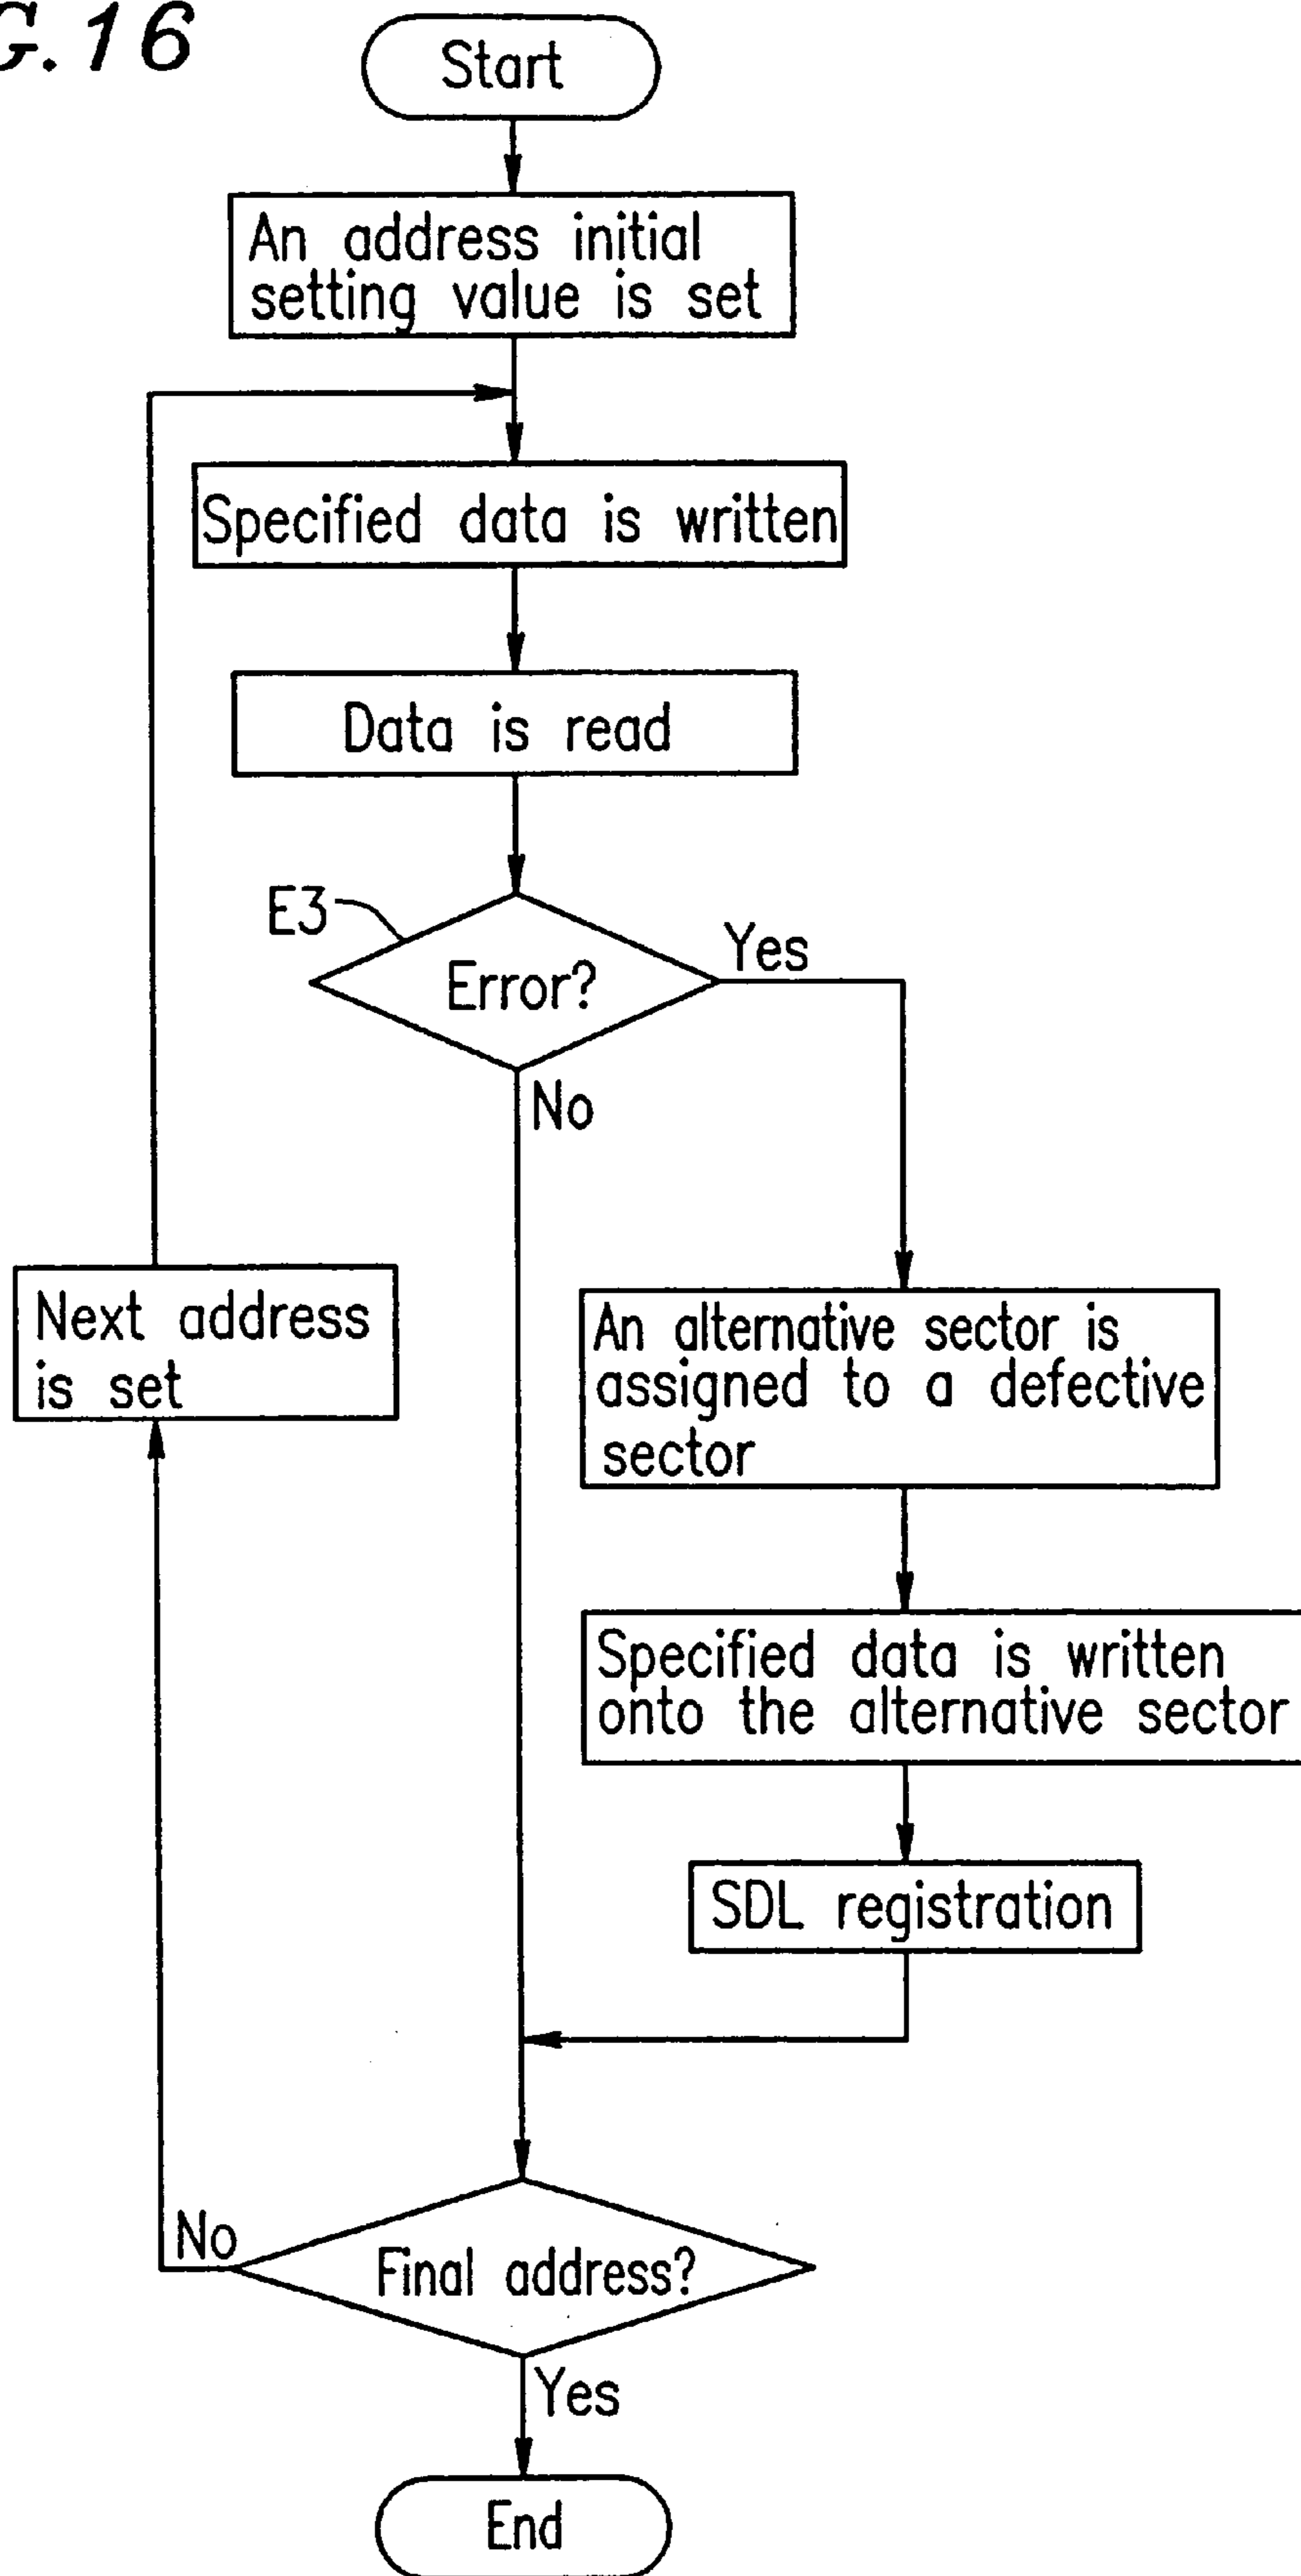 G.16
Start
An address initial
setting value is set
Specified data is written
Data is read
E3
Error?
Yes
No
Next address
is set
An alternative sector is
assigned to a defective
sector
Specified data is written
onto the alternative sector
SDL registration
No
Final address?
Yes
End